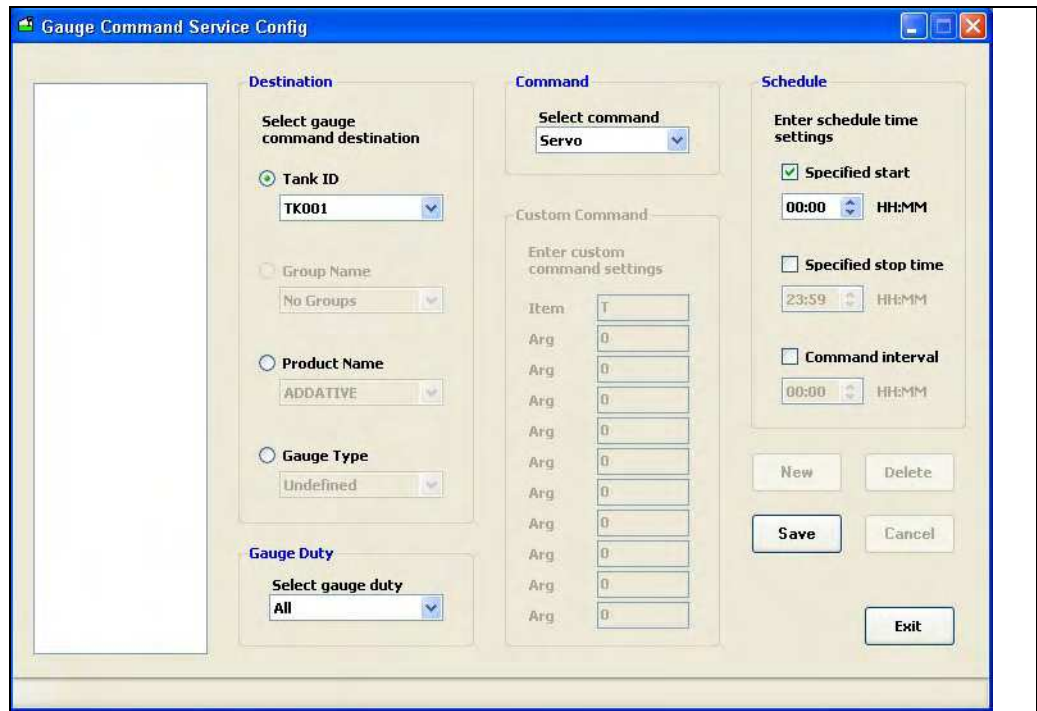 Gauge Command Service Config
Destination
Select gauge
command destination
Tank ID
TK001
Group Name
No Groups
Product Name
ADDATIVE
Gauge Type
Undefined
Gauge Duty
Select gauge duty
All
Command
Select command
Servo
Custom Command
Enter custom
command settings
Item T
Arg 0
Arg 0
Arg 0
Arg 0
Arg 0
Arg 0
Arg 0
Arg 0
Arg 0
Arg 0
Schedule
Enter schedule time
settings
Specified start
00:00 HH:MM
Specified stop time
23:59 HH:MM
Command interval
00:00 HH:MM
New Delete
Save Cancel
Exit